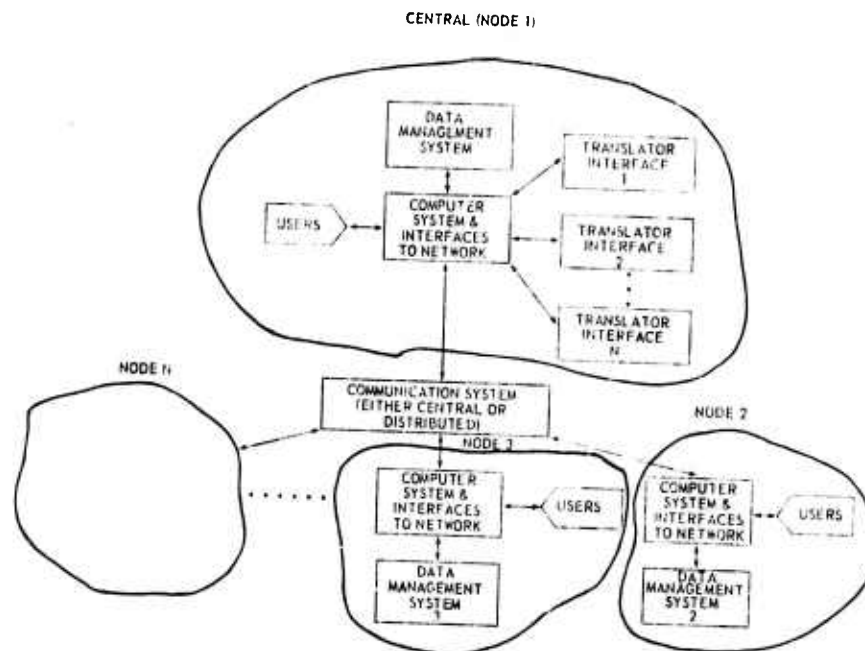 CENTRAL (NODE 1)
DATA
MANAGEMENT
SYSTEM
TRANSLATOR
INTERFACE
1
USERS
COMPUTER
SYSTEM &
INTERFACES
TO NETWORK
TRANSLATOR
INTERFACE
2
TRANSLATOR
INTERFACE
N
NODE N
COMMUNICATION SYSTEM
(EITHER CENTRAL OR
DISTRIBUTED)
NODE 2
NODE 3
COMPUTER
SYSTEM &
INTERFACES
TO NETWORK
USERS
DATA
MANAGEMENT
SYSTEM
3
COMPUTER
SYSTEM &
INTERFACES
TO NETWORK
USERS
DATA
MANAGEMENT
SYSTEM
2